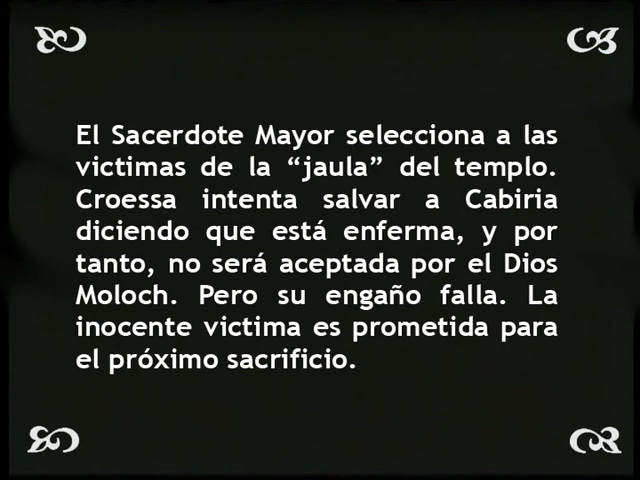 El Sacerdote Mayor selecciona a las
victimas de la “jaula” del templo.
Croessa intenta salvar a Cabiria
diciendo que está enferma, y por
tanto, no será aceptada por el Dios
Moloch. Pero su engaño falla. La
inocente victima es prometida para
el próximo sacrificio.